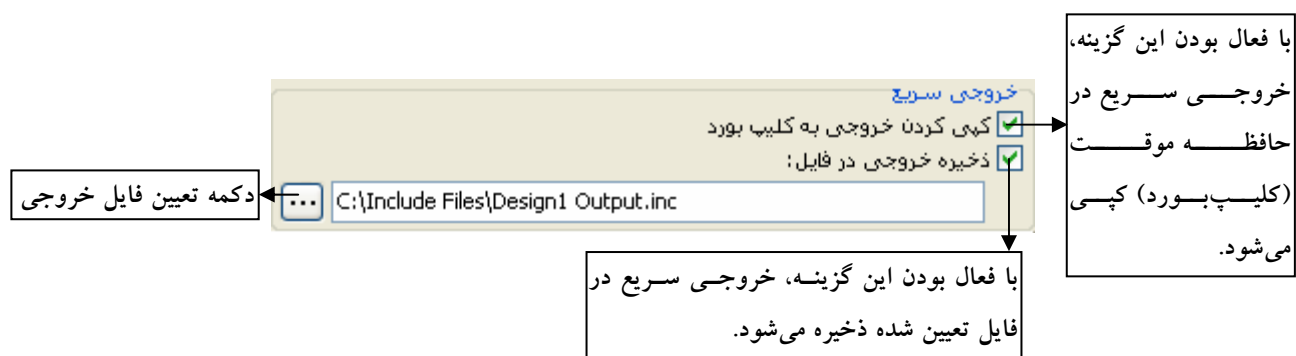 با فعال بودن این گزینه،
خروجی سریع در
حافظه موقت
(کلیپ‌بورد) کپی
می‌شود.
خروجی سریع
کپی کردن خروجی به کلیپ بورد
ذخیره خروجی در فایل:
C:\Include Files\Design1 Output.inc
...
دکمه تعیین فایل خروجی
با فعال بودن این گزینه، خروجی سریع در
فایل تعیین شده ذخیره می‌شود.